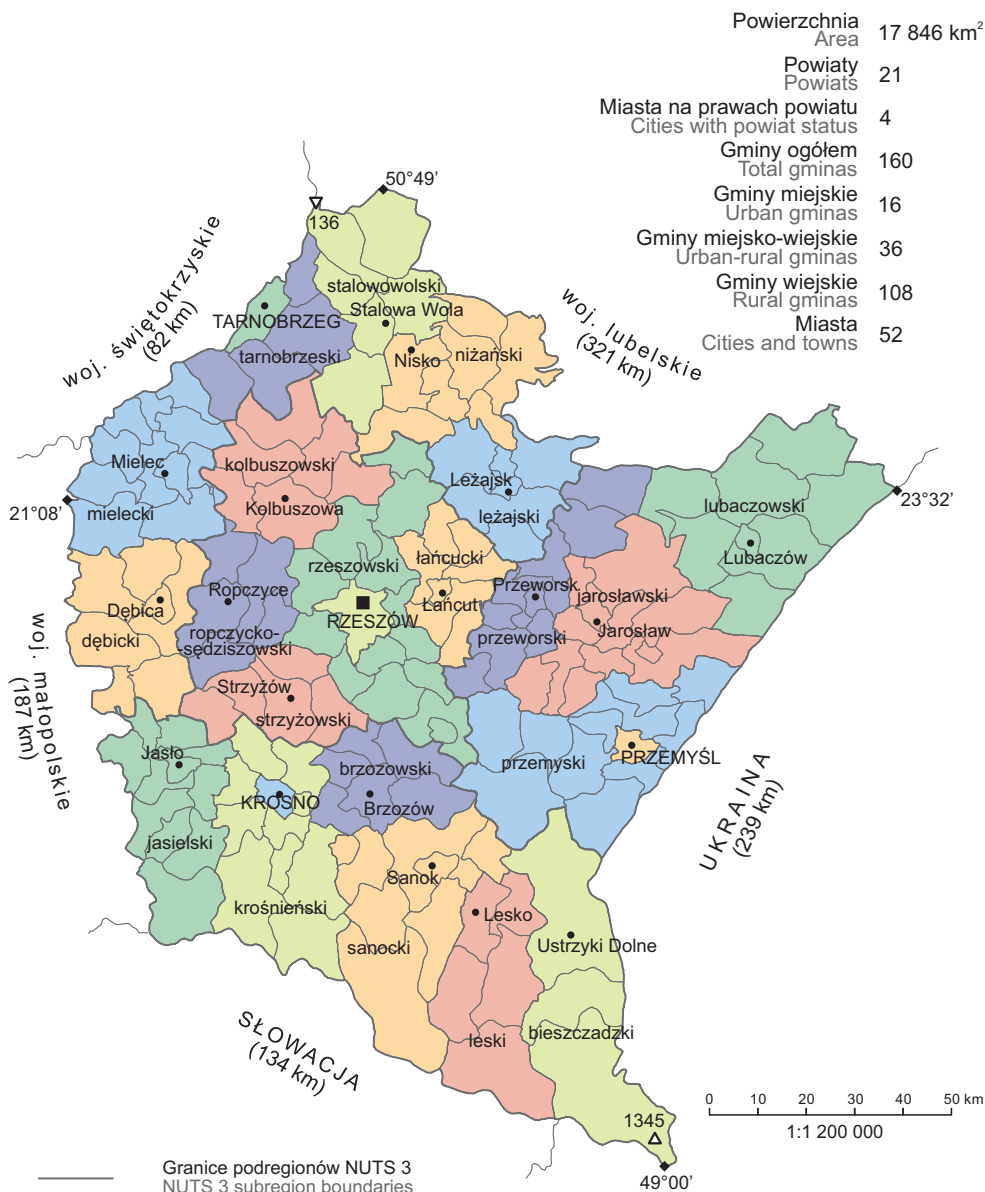 Powierzchnia
Area
17 846 km²
Powiaty
Powiats
21
Miasta na prawach powiatu
Cities with powiat status
4
Gminy ogółem
Total gminas
160
Gminy miejskie
Urban gminas
16
Gminy miejsko-wiejskie
Urban-rural gminas
36
Gminy wiejskie
Rural gminas
108
Miasta
Cities and towns
52
50°49'
136
woj. świętokrzyskie
(82 km)
stalowowolski
Stalowa Wola
TARNOBRZEG
tarnobrzeski
Nisko
niżański
woj. lubelskie
(321 km)
Mielec
mielecki
kolbuszowski
Kolbuszowa
Leżajsk
leżajski
lubaczowski
Lubaczów
21°08'
23°32'
rzeszowski
łańcucki
Łańcut
RZESZÓW
Ropczyce
ropczycko-
-sędziszowski
Dębica
dębicki
Przeworsk
przeworski
jarosławski
Jarosław
woj. małopolskie
(187 km)
Strzyżów
strzyżowski
Jasło
jasielski
KROSNO
krośnieński
brzozowski
Brzozów
przemyski
PRZEMYŚL
UKRAINA
(239 km)
Sanok
sanocki
Lesko
leski
Ustrzyki Dolne
bieszczadzki
SŁOWACJA
(134 km)
1345
49°00'
0 10 20 30 40 50 km
1:1 200 000
Granice podregionów NUTS 3
NUTS 3 subregion boundaries